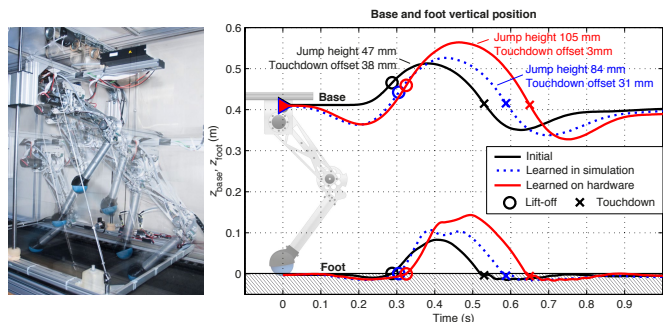 Base and foot vertical position
0.6
0.5
0.4
0.3
0.2
0.1
0
z_base, z_foot (m)
Jump height 47 mm
Touchdown offset 38 mm
Jump height 105 mm
Touchdown offset 3mm
Jump height 84 mm
Touchdown offset 31 mm
Base
Initial
Learned in simulation
Learned on hardware
Lift-off
Touchdown
Foot
0 0.1 0.2 0.3 0.4 0.5 0.6 0.7 0.8 0.9
Time (s)